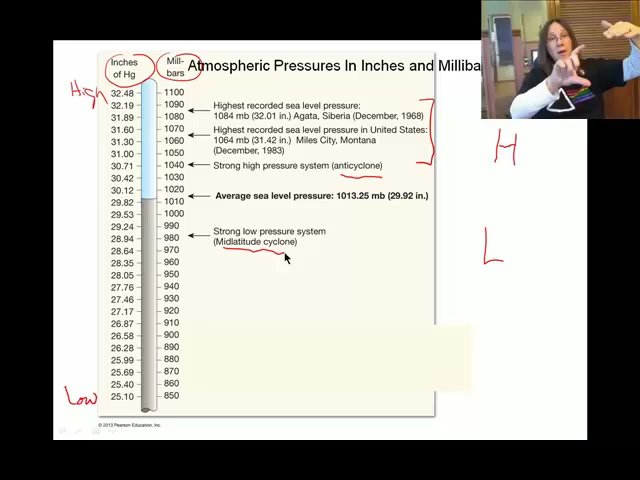 Inches
of Hg
Milli-
bars
Atmospheric Pressures In Inches and Milliba
High
32.48 1100
32.19 1090
31.89 1080
31.60 1070
31.30 1060
31.00 1050
30.71 1040
30.42 1030
30.12 1020
29.82 1010
29.53 1000
29.24 990
28.94 980
28.64 970
28.35 960
28.05 950
27.76 940
27.46 930
27.17 920
26.87 910
26.58 900
26.28 890
25.99 880
25.69 870
25.40 860
25.10 850
Low
Highest recorded sea level pressure:
1084 mb (32.01 in.) Agata, Siberia (December, 1968)
Highest recorded sea level pressure in United States:
1064 mb (31.42 in.) Miles City, Montana
(December, 1983)
Strong high pressure system (anticyclone)
Average sea level pressure: 1013.25 mb (29.92 in.)
Strong low pressure system
(Midlatitude cyclone)
H
L
© 2013 Pearson Education, Inc.